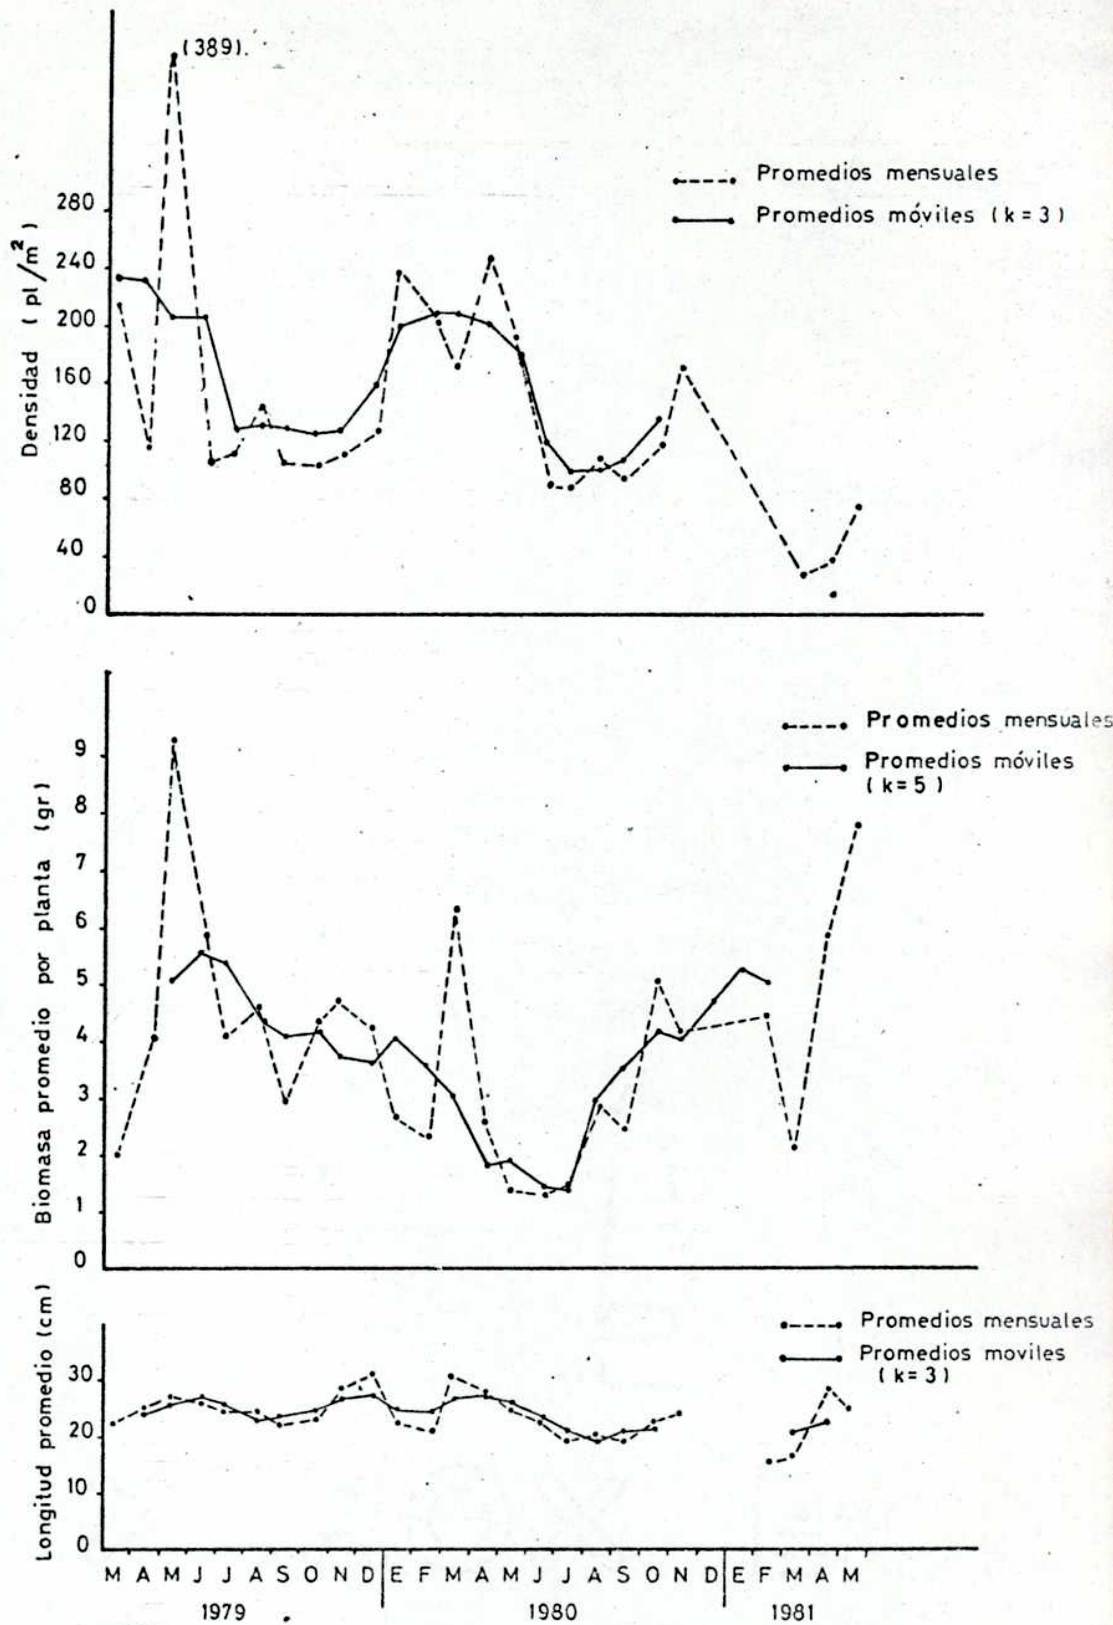 (389).
Promedios mensuales
Promedios móviles (k=3)
Densidad (pl/m²)
280
240
200
160
120
80
40
0
Promedios mensuales
Promedios móviles
(k=5)
Biomasa promedio por planta (gr)
9
8
7
6
5
4
3
2
1
0
Promedios mensuales
Promedios moviles
(k=3)
Longitud promedio (cm)
30
20
10
0
M A M J J A S O N D E F M A M J J A S O N D E F M A M
1979 1980 1981